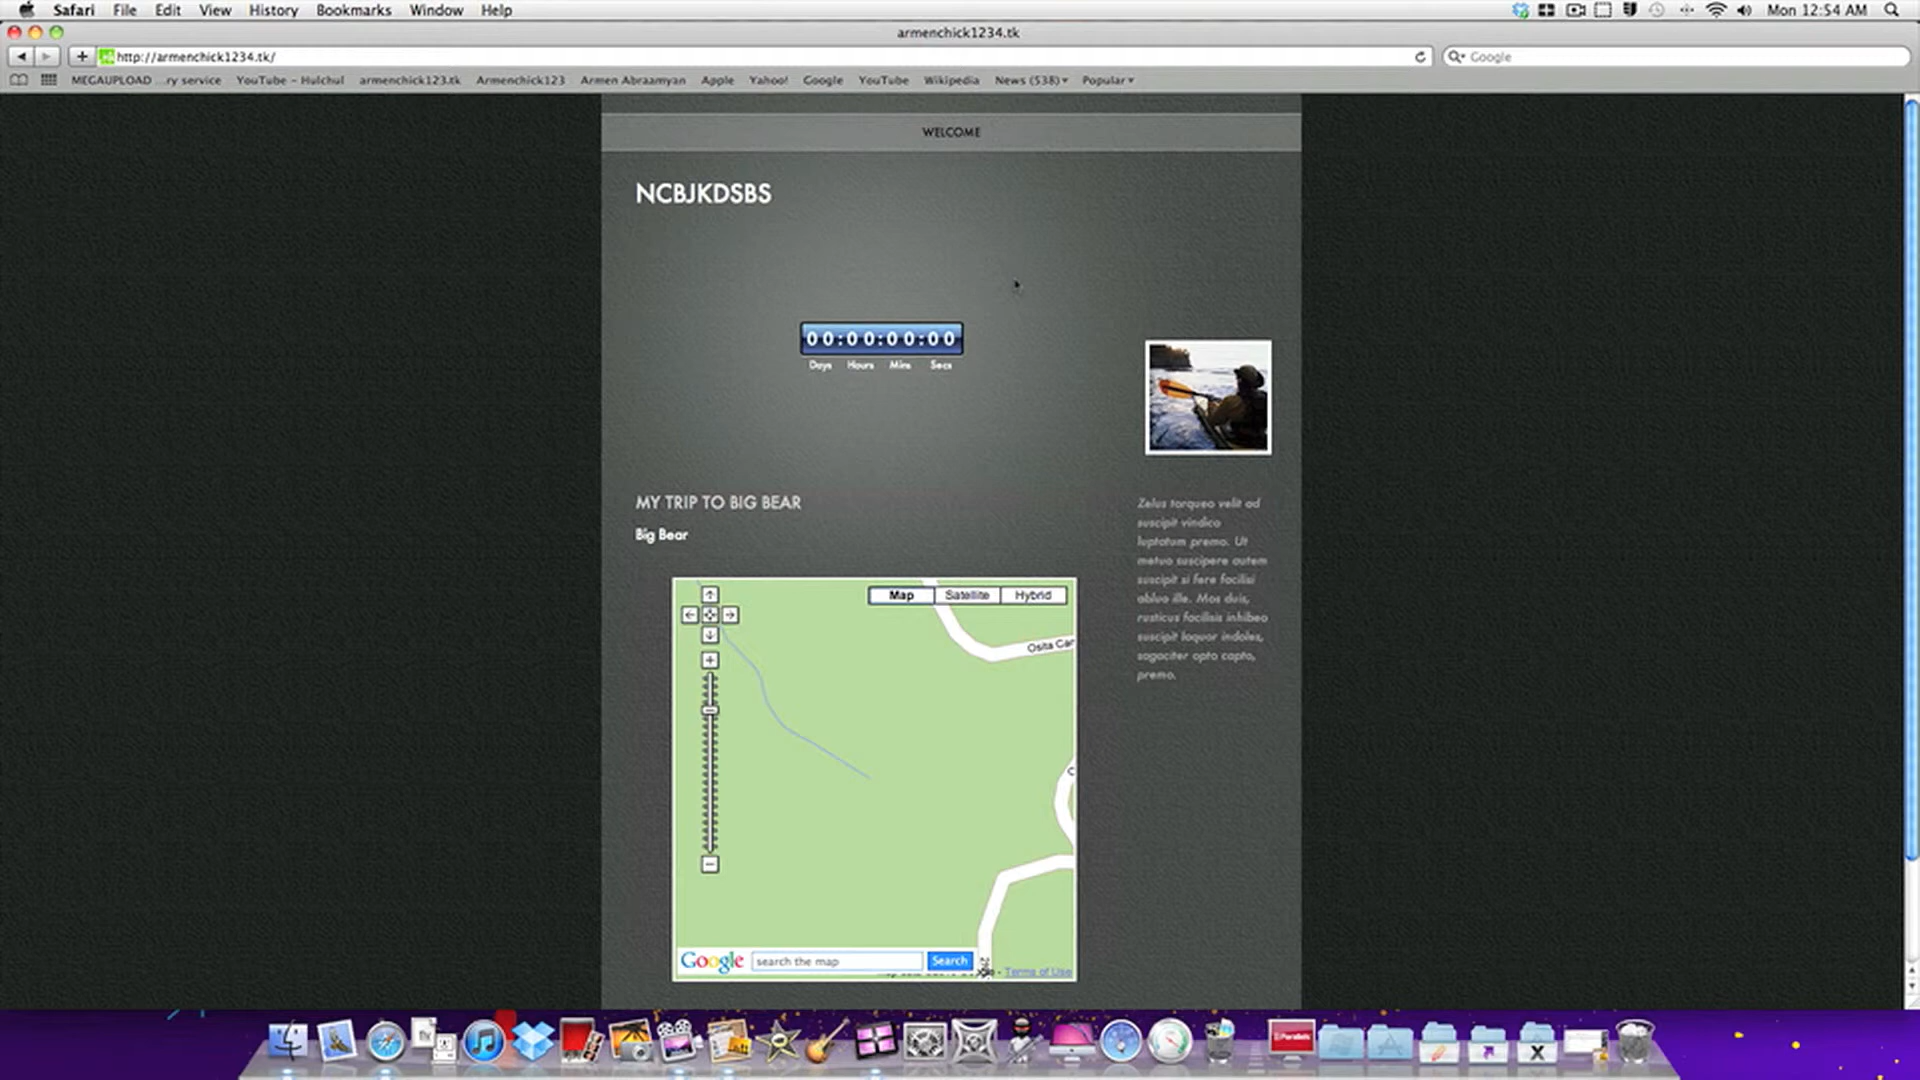 Safari File Edit View History Bookmarks Window Help Mon 12:54 AM
armenchick1234.tk
http://armenchick1234.tk/ Google
MEGAUPLOAD ...ry service YouTube – Hulchul armenchick123.tk Armenchick123 Armen Abraamyan Apple Yahoo! Google YouTube Wikipedia News (538) Popular
WELCOME
NCBJKDSBS
00:00:00:00
Days Hours Mins Secs
MY TRIP TO BIG BEAR
Big Bear
Zelus torqueo velit ad
suscipit vindico
luptatum premo. Ut
metuo suscipere autem
suscipit si fere facilisi
abluo ille. Mos duis,
rusticus facilisis inhibeo
suscipit loquor indoles,
sagaciter opto capto,
premo.
Map Satellite Hybrid
Osita Can
Google search the map Search
Terms of Use
Parallels